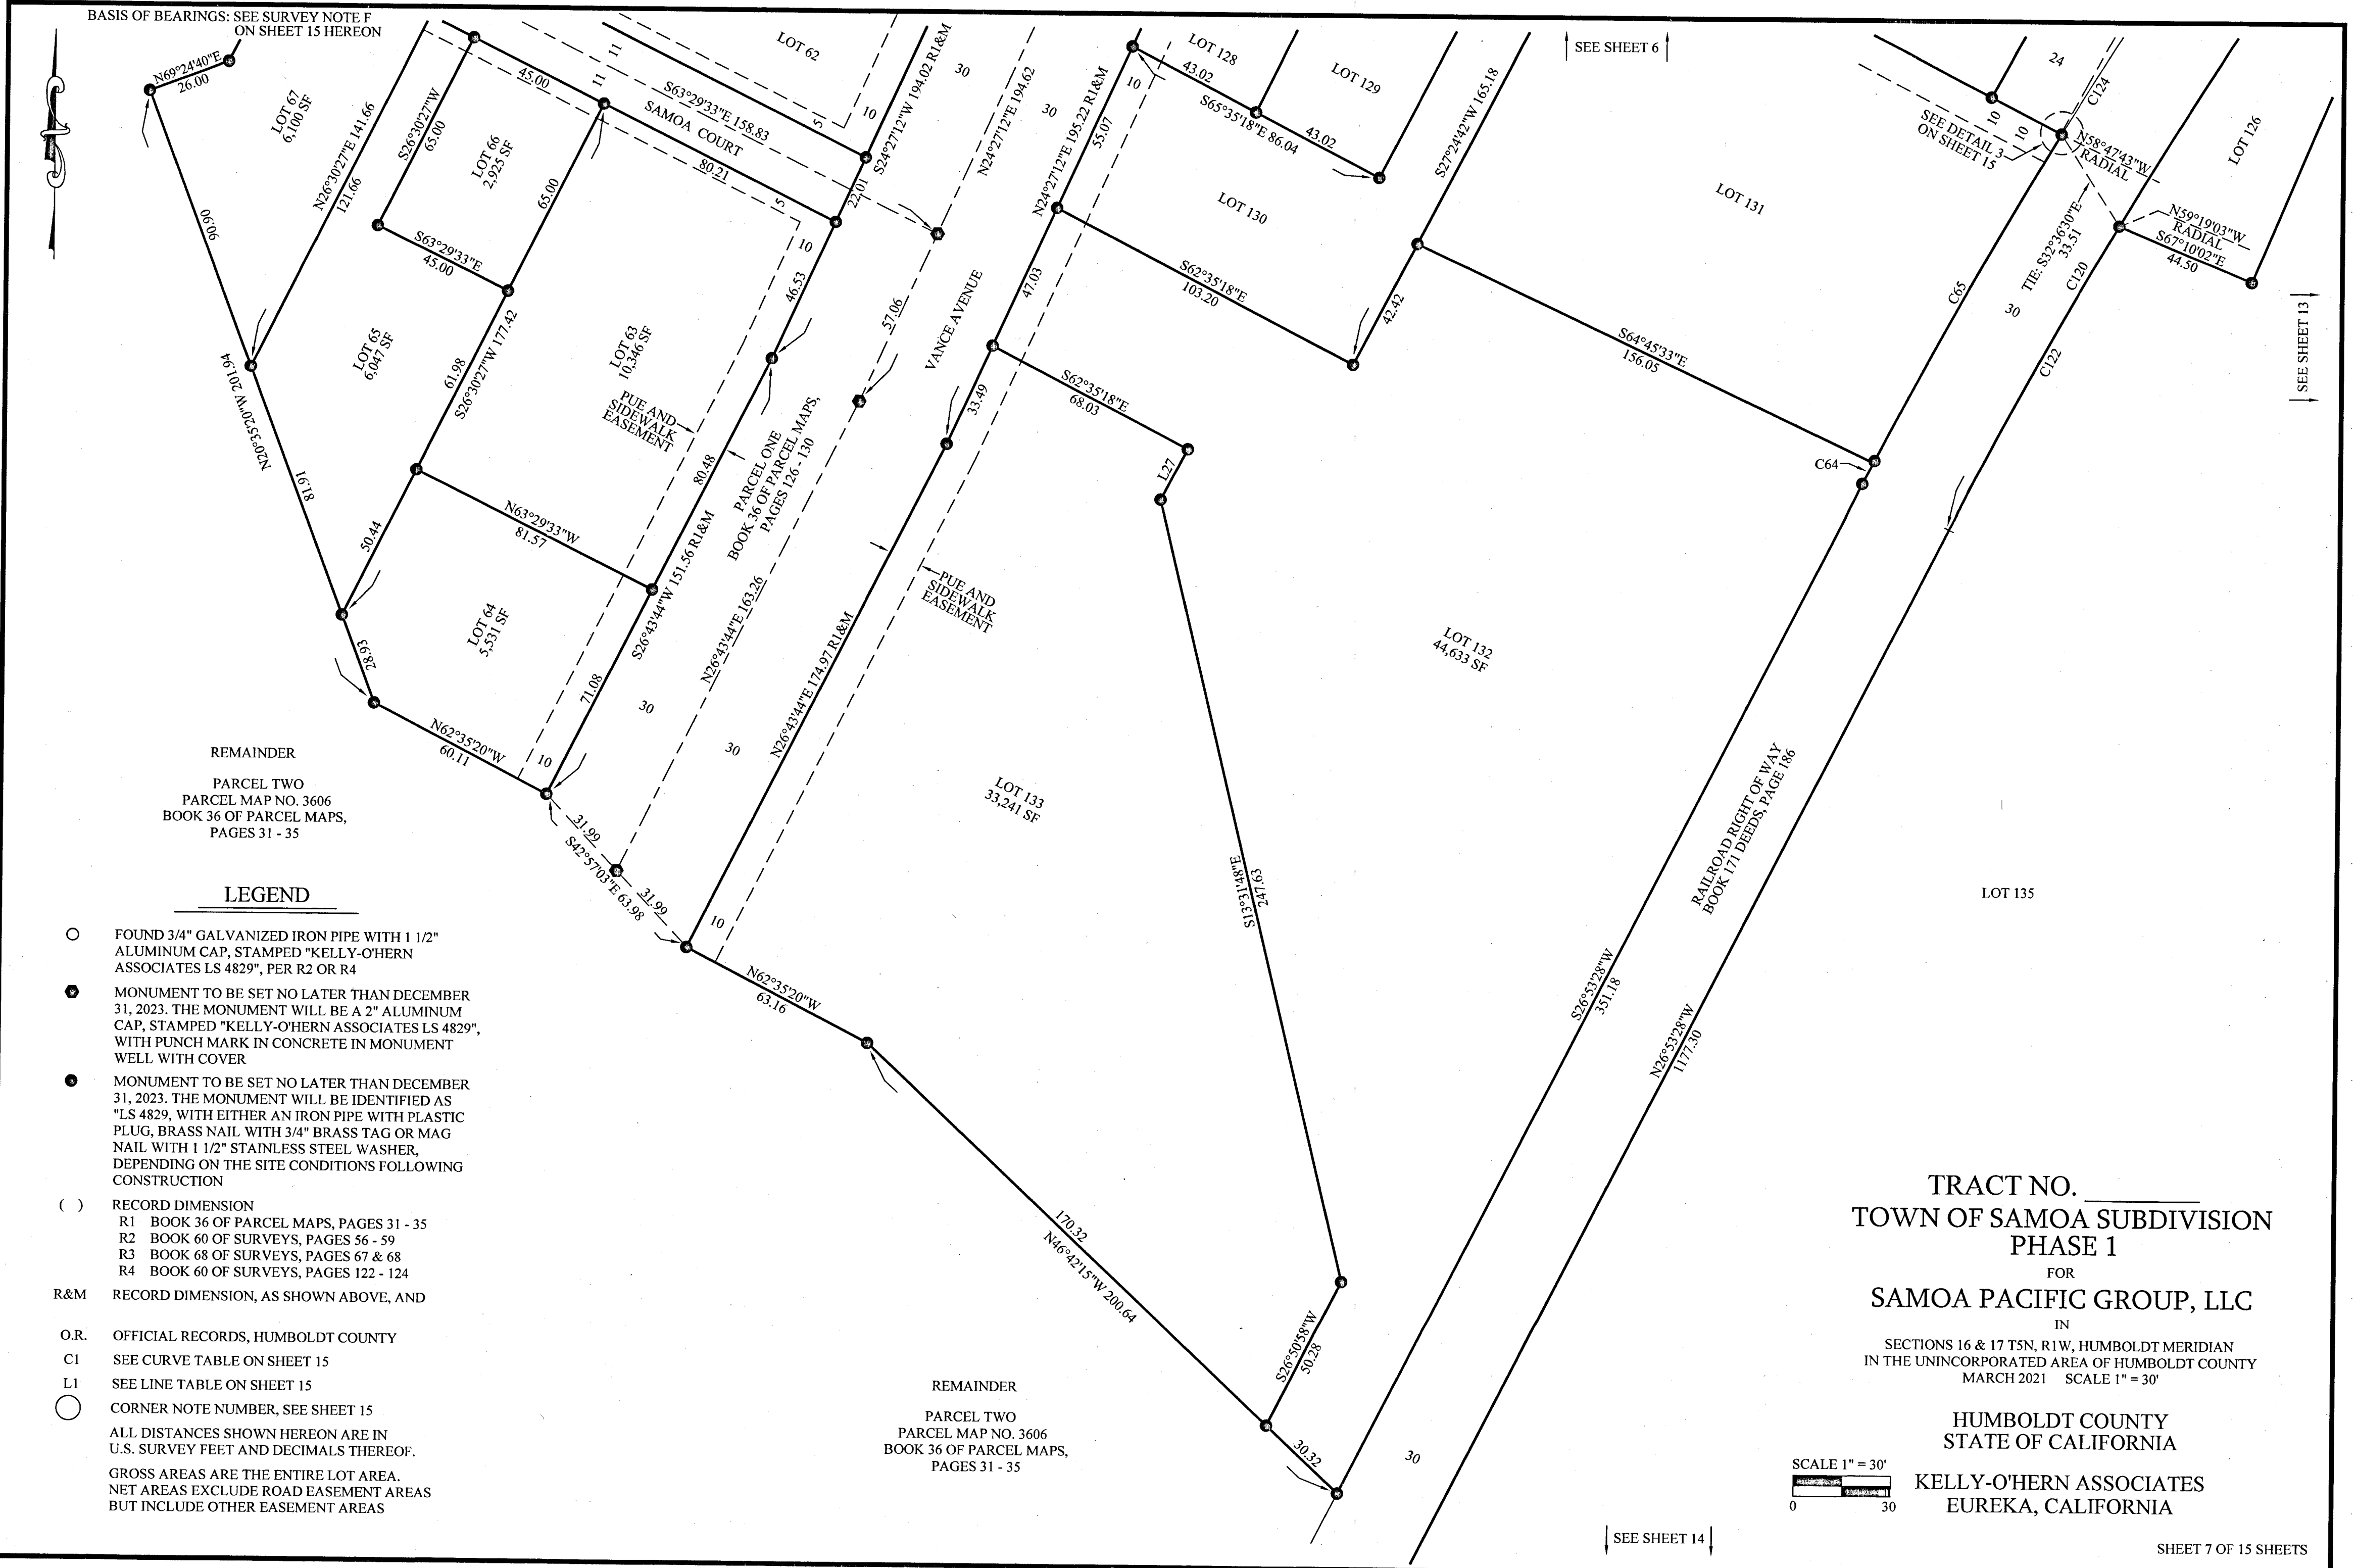 BASIS OF BEARINGS: SEE SURVEY NOTE F
ON SHEET 15 HEREON
N69°24'40"E
26.00
LOT 67
6,100 SF
90.90
N26°30'27"E 141.66
121.66
S26°30'27"W
65.00
45.00
11
11
LOT 66
2,925 SF
65.00
S63°29'33"E
45.00
SAMOA COURT
S63°29'33"E 158.83
80.21
5
5
LOT 62
10
10
22.01
S24°27'12"W 194.02 R1&M
30
N24°27'12"E 194.62
30
10
N24°27'12"E 195.22 R1&M
55.07
LOT 128
43.02
S65°35'18"E 86.04
43.02
LOT 129
S27°24'42"W 165.18
SEE SHEET 6
LOT 130
LOT 131
24
C124
10
10
SEE DETAIL 3
ON SHEET 15
N58°47'43"W
RADIAL
LOT 126
N59°19'03"W
RADIAL
S67°10'02"E
44.50
TIE: S32°36'30"E
33.51
C120
C65
30
C122
SEE SHEET 13
N20°35'20"W 201.94
81.91
LOT 65
6,047 SF
61.98
S26°30'27"W 177.42
LOT 63
10,346 SF
46.53
57.06
VANCE AVENUE
47.03
S62°35'18"E
103.20
42.42
S64°45'33"E
156.05
C64
PUE AND
SIDEWALK
EASEMENT
80.48
PARCEL ONE
BOOK 36 OF PARCEL MAPS,
PAGES 126 - 130
33.49
S62°35'18"E
68.03
L27
50.44
N63°29'33"W
81.57
S26°43'44"W 151.56 R1&M
N26°43'44"E 163.26
PUE AND
SIDEWALK
EASEMENT
LOT 64
5,531 SF
28.93
71.08
30
30
N26°43'44"E 174.97 R1&M
LOT 132
44,633 SF
N62°35'20"W
60.11
10
31.99
S42°57'03"E 63.98
31.99
10
LOT 133
33,241 SF
S13°31'48"E
247.63
RAILROAD RIGHT OF WAY
BOOK 171 DEEDS, PAGE 186
LOT 135
N62°35'20"W
63.16
S26°53'28"W
351.18
N26°53'28"W
1177.30
170.32
N46°42'15"W 200.64
S26°50'58"W
50.28
30.32
30
REMAINDER
PARCEL TWO
PARCEL MAP NO. 3606
BOOK 36 OF PARCEL MAPS,
PAGES 31 - 35
LEGEND
FOUND 3/4" GALVANIZED IRON PIPE WITH 1 1/2"
ALUMINUM CAP, STAMPED "KELLY-O'HERN
ASSOCIATES LS 4829", PER R2 OR R4
MONUMENT TO BE SET NO LATER THAN DECEMBER
31, 2023. THE MONUMENT WILL BE A 2" ALUMINUM
CAP, STAMPED "KELLY-O'HERN ASSOCIATES LS 4829",
WITH PUNCH MARK IN CONCRETE IN MONUMENT
WELL WITH COVER
MONUMENT TO BE SET NO LATER THAN DECEMBER
31, 2023. THE MONUMENT WILL BE IDENTIFIED AS
"LS 4829, WITH EITHER AN IRON PIPE WITH PLASTIC
PLUG, BRASS NAIL WITH 3/4" BRASS TAG OR MAG
NAIL WITH 1 1/2" STAINLESS STEEL WASHER,
DEPENDING ON THE SITE CONDITIONS FOLLOWING
CONSTRUCTION
( ) RECORD DIMENSION
R1 BOOK 36 OF PARCEL MAPS, PAGES 31 - 35
R2 BOOK 60 OF SURVEYS, PAGES 56 - 59
R3 BOOK 68 OF SURVEYS, PAGES 67 & 68
R4 BOOK 60 OF SURVEYS, PAGES 122 - 124
R&M RECORD DIMENSION, AS SHOWN ABOVE, AND
O.R. OFFICIAL RECORDS, HUMBOLDT COUNTY
C1 SEE CURVE TABLE ON SHEET 15
L1 SEE LINE TABLE ON SHEET 15
CORNER NOTE NUMBER, SEE SHEET 15
ALL DISTANCES SHOWN HEREON ARE IN
U.S. SURVEY FEET AND DECIMALS THEREOF.
GROSS AREAS ARE THE ENTIRE LOT AREA.
NET AREAS EXCLUDE ROAD EASEMENT AREAS
BUT INCLUDE OTHER EASEMENT AREAS
REMAINDER
PARCEL TWO
PARCEL MAP NO. 3606
BOOK 36 OF PARCEL MAPS,
PAGES 31 - 35
TRACT NO. ________
TOWN OF SAMOA SUBDIVISION
PHASE 1
FOR
SAMOA PACIFIC GROUP, LLC
IN
SECTIONS 16 & 17 T5N, R1W, HUMBOLDT MERIDIAN
IN THE UNINCORPORATED AREA OF HUMBOLDT COUNTY
MARCH 2021 SCALE 1" = 30'
HUMBOLDT COUNTY
STATE OF CALIFORNIA
SCALE 1" = 30'
0 30
KELLY-O'HERN ASSOCIATES
EUREKA, CALIFORNIA
SEE SHEET 14
SHEET 7 OF 15 SHEETS